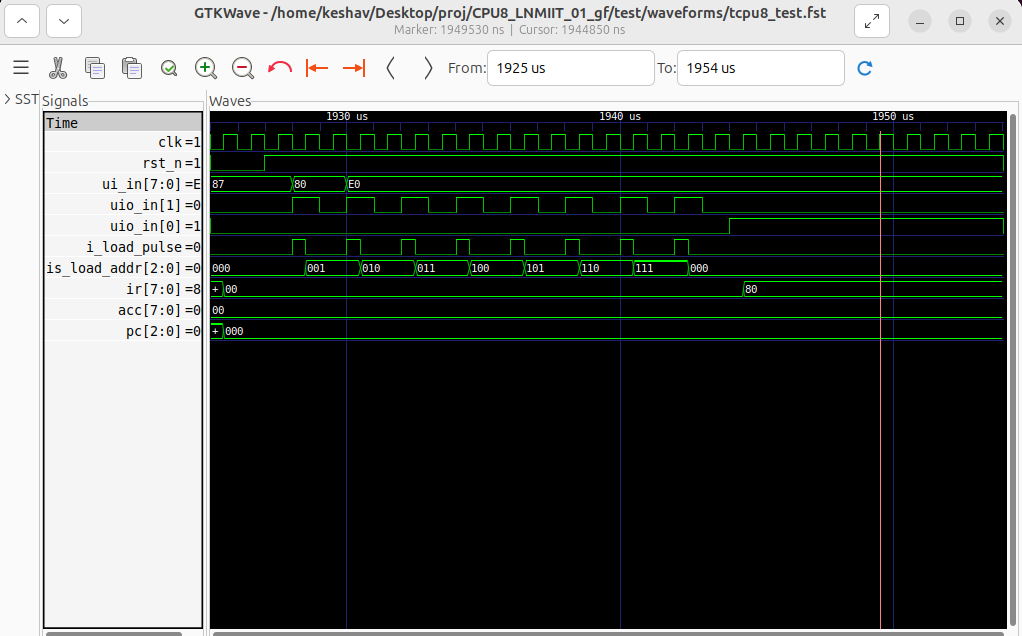 GTKWave - /home/keshav/Desktop/proj/CPU8_LNMIIT_01_gf/test/waveforms/tcpu8_test.fst
Marker: 1949530 ns | Cursor: 1944850 ns
From: 1925 us To: 1954 us
SST Signals Waves
Time 1930 us 1940 us 1950 us
clk=1
rst_n=1
ui_in[7:0]=E 87 80 E0
uio_in[1]=0
uio_in[0]=1
i_load_pulse=0
is_load_addr[2:0]=0 000 001 010 011 100 101 110 111 000
ir[7:0]=8 + 00 80
acc[7:0]=0 00
pc[2:0]=0 + 000